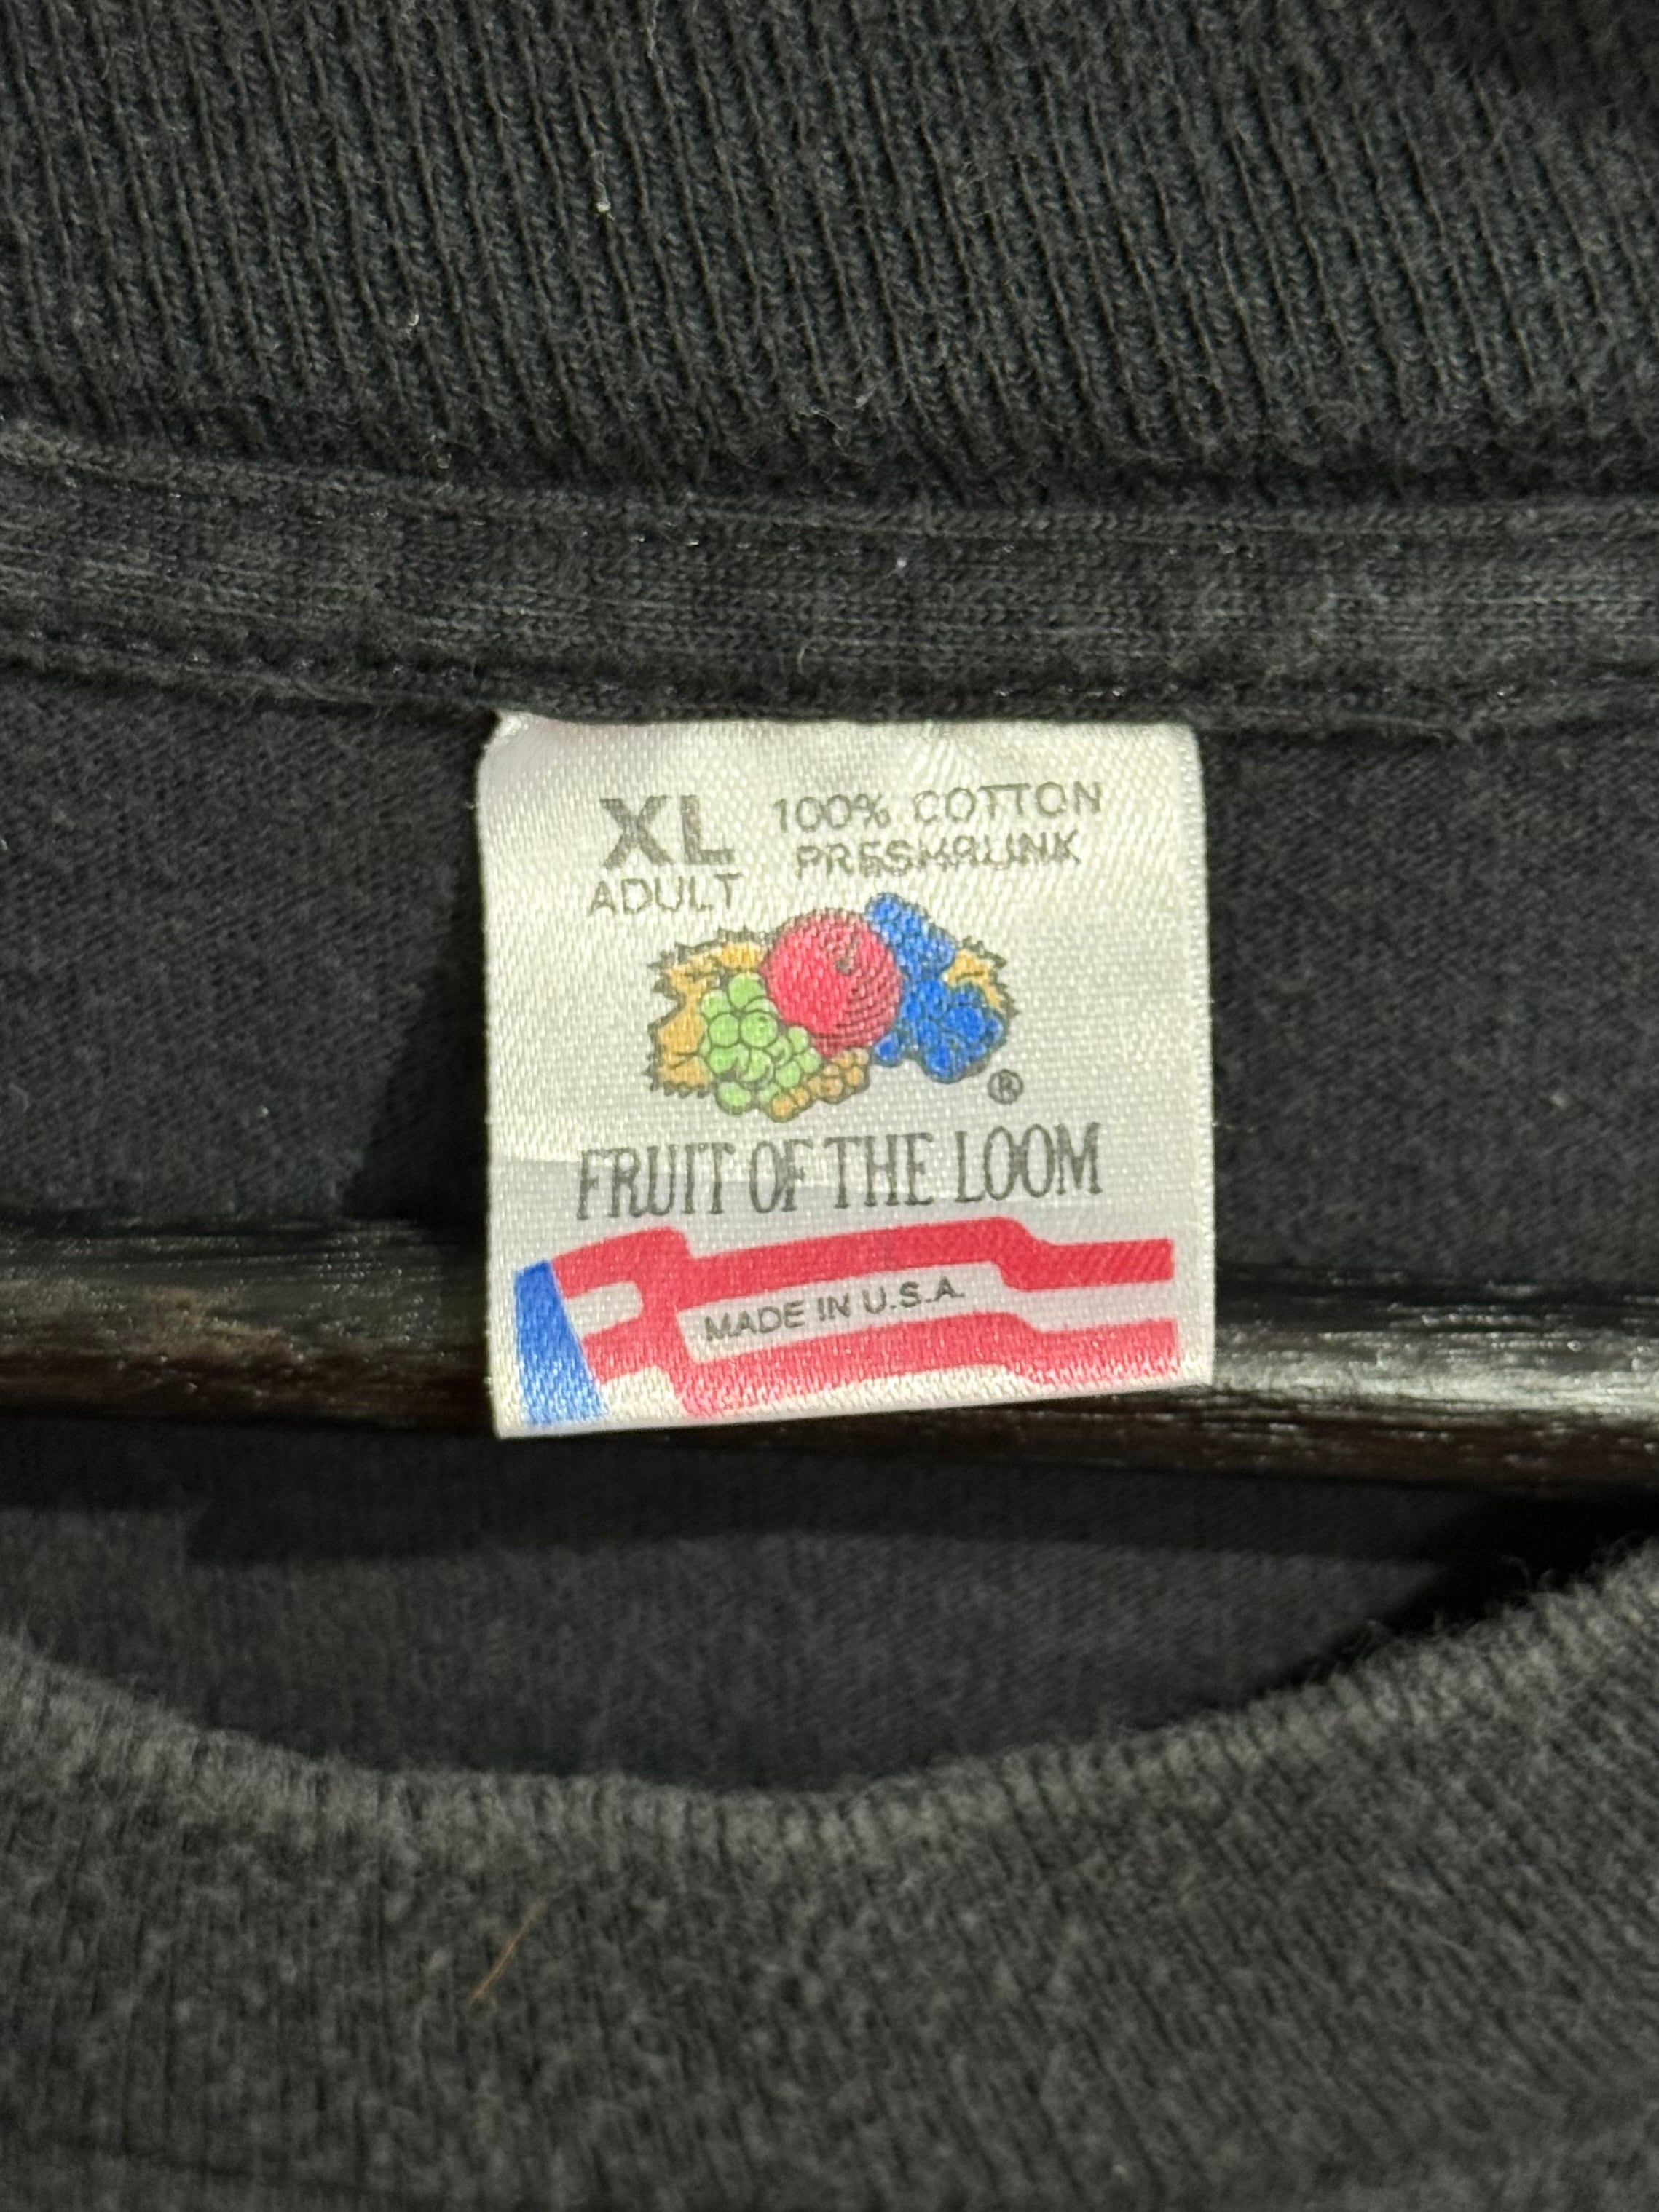 XL 100% COTTON
ADULT PRESHRUNK
®
FRUIT OF THE LOOM
MADE IN U.S.A.